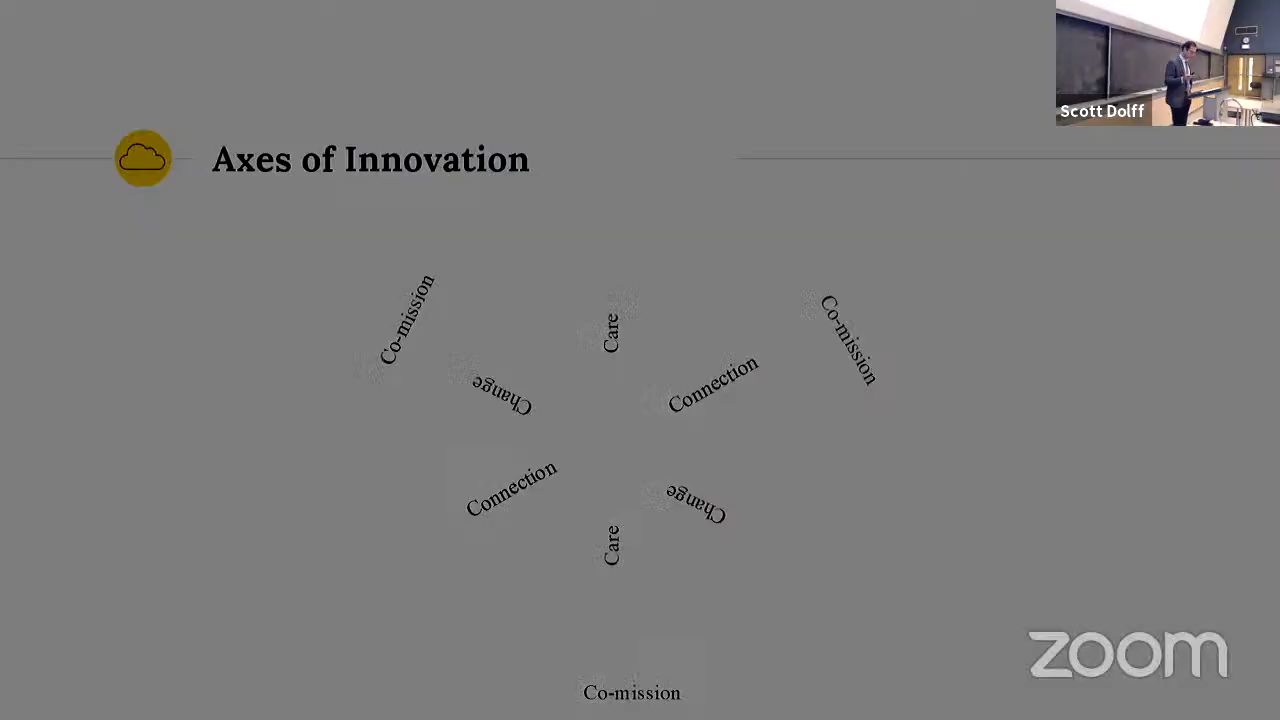 Scott Dolff
Axes of Innovation
Co-mission
Care
Co-mission
Change
Connection
Connection
Change
Care
zoom
Co-mission